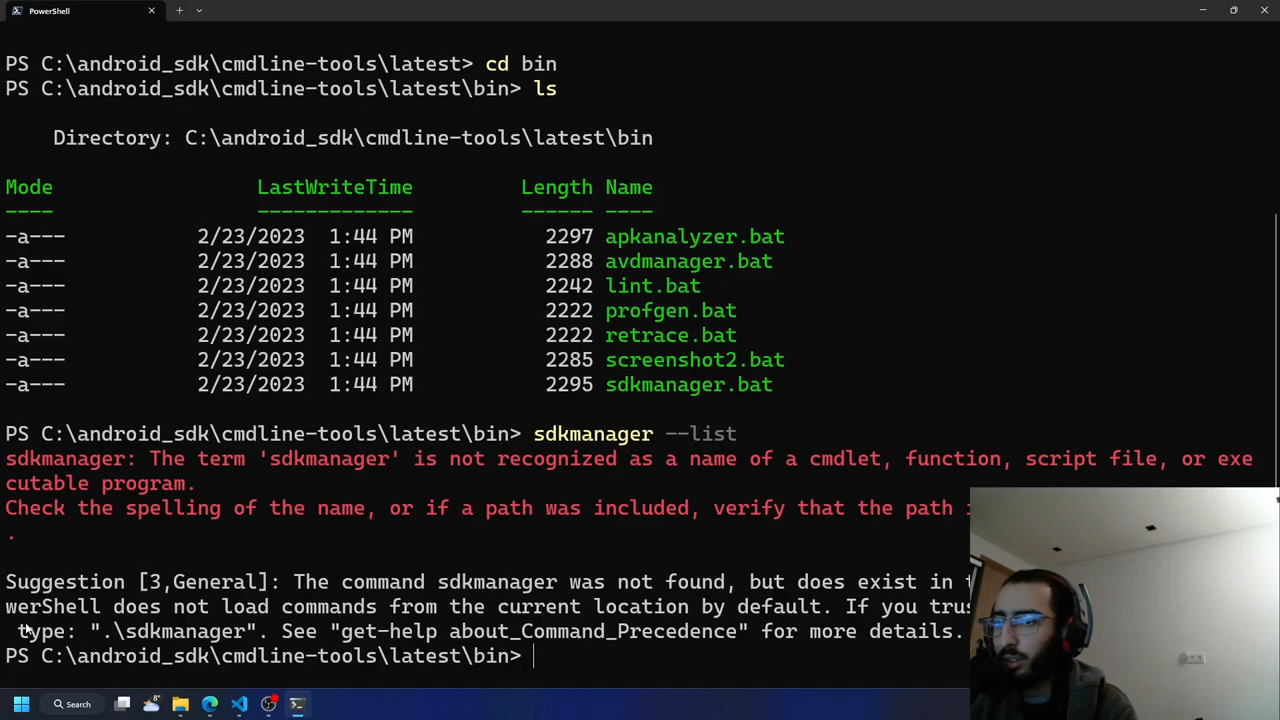 PowerShell
PS C:\android_sdk\cmdline-tools\latest> cd bin
PS C:\android_sdk\cmdline-tools\latest\bin> ls
Directory: C:\android_sdk\cmdline-tools\latest\bin
Mode LastWriteTime Length Name
---- ------------- ------ ----
-a--- 2/23/2023 1:44 PM 2297 apkanalyzer.bat
-a--- 2/23/2023 1:44 PM 2288 avdmanager.bat
-a--- 2/23/2023 1:44 PM 2242 lint.bat
-a--- 2/23/2023 1:44 PM 2222 profgen.bat
-a--- 2/23/2023 1:44 PM 2222 retrace.bat
-a--- 2/23/2023 1:44 PM 2285 screenshot2.bat
-a--- 2/23/2023 1:44 PM 2295 sdkmanager.bat
PS C:\android_sdk\cmdline-tools\latest\bin> sdkmanager --list
sdkmanager: The term 'sdkmanager' is not recognized as a name of a cmdlet, function, script file, or exe
cutable program.
Check the spelling of the name, or if a path was included, verify that the path
.
Suggestion [3,General]: The command sdkmanager was not found, but does exist in
werShell does not load commands from the current location by default. If you
type: ".\sdkmanager". See "get-help about_Command_Precedence" for more details.
PS C:\android_sdk\cmdline-tools\latest\bin>
8°
Search